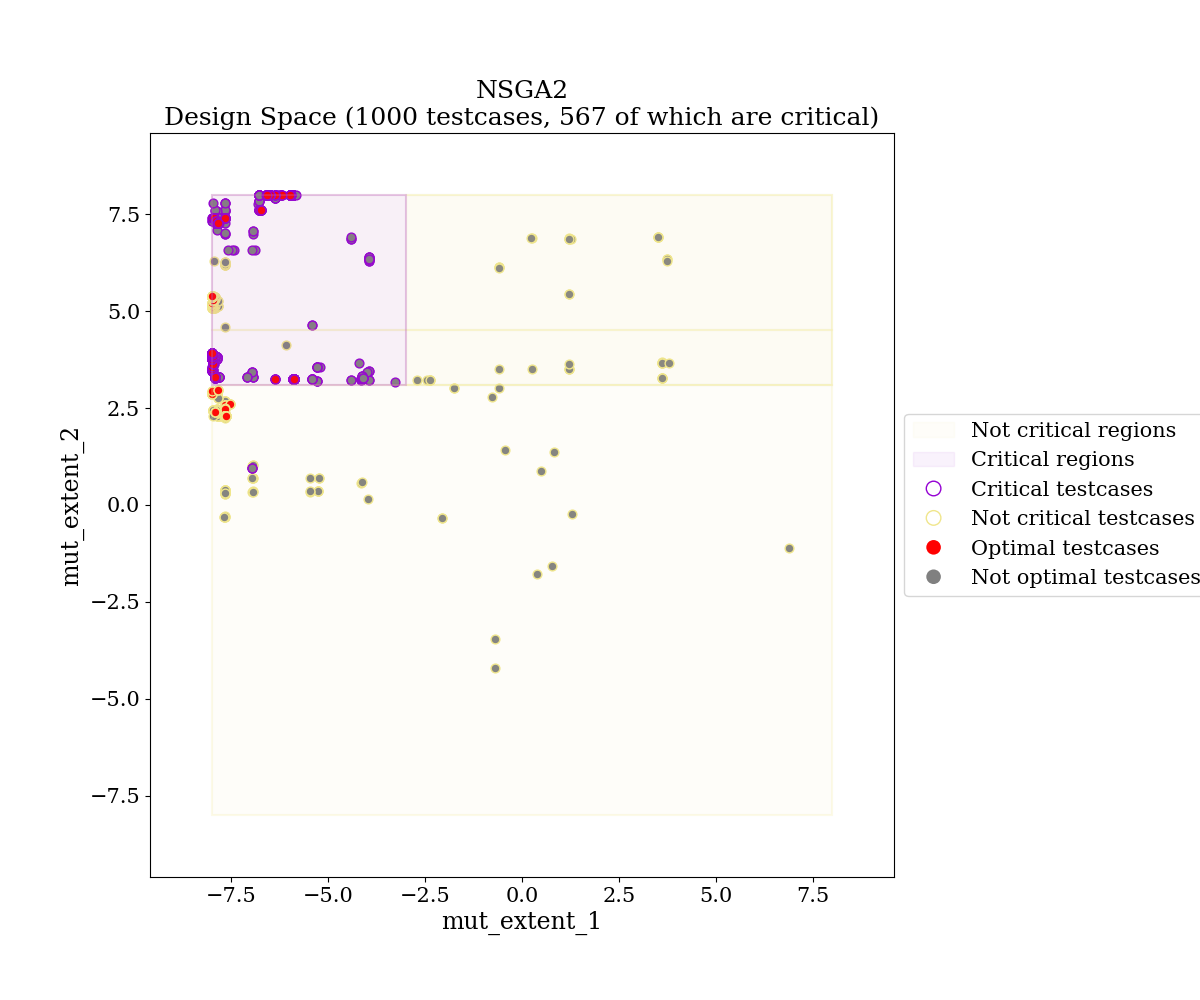 NSGA2
Design Space (1000 testcases, 567 of which are critical)
7.5
5.0
2.5
0.0
−2.5
−5.0
−7.5
mut_extent_2
−7.5
−5.0
−2.5
0.0
2.5
5.0
7.5
mut_extent_1
Not critical regions
Critical regions
Critical testcases
Not critical testcases
Optimal testcases
Not optimal testcases